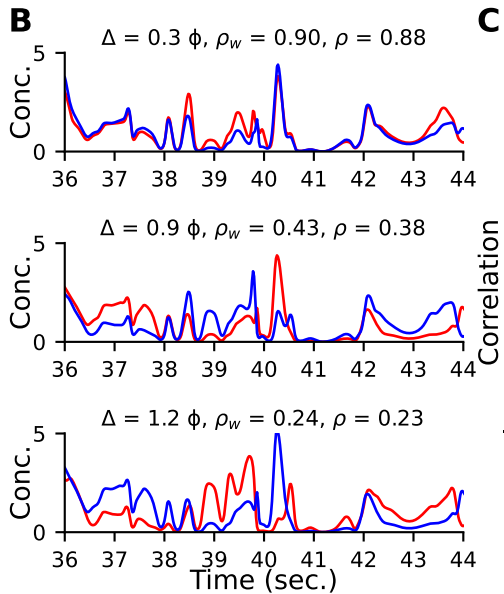 B
C
Δ = 0.3 ϕ, ρw = 0.90, ρ = 0.88
Conc.
5
0
36 37 38 39 40 41 42 43 44
Δ = 0.9 ϕ, ρw = 0.43, ρ = 0.38
Conc.
5
0
36 37 38 39 40 41 42 43 44
Correlation
Δ = 1.2 ϕ, ρw = 0.24, ρ = 0.23
Conc.
5
0
36 37 38 39 40 41 42 43 44
Time (sec.)